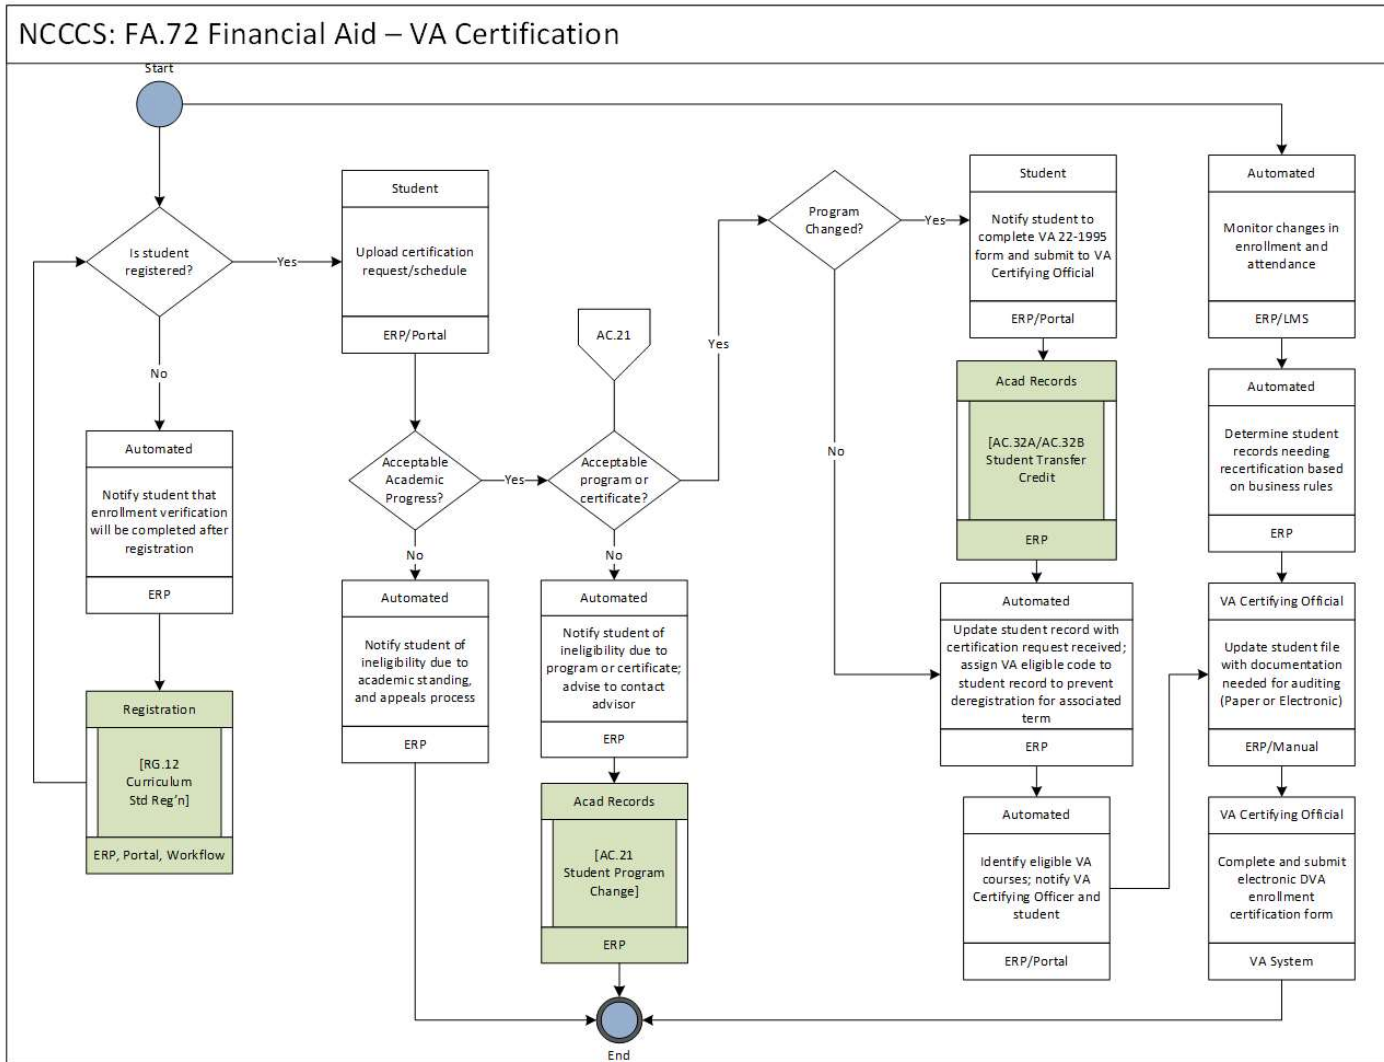 NCCCS: FA.72 Financial Aid – VA Certification
Start
Is student
registered?
Yes
No
Automated
Notify student that
enrollment verification
will be completed after
registration
ERP
Registration
[RG.12
Curriculum
Std Reg'n]
ERP, Portal, Workflow
Student
Upload certification
request/schedule
ERP/Portal
Acceptable
Academic
Progress?
Yes
No
Automated
Notify student of
ineligibility due to
academic standing,
and appeals process
ERP
AC.21
Acceptable
program or
certificate?
Yes
No
Automated
Notify student of
ineligibility due to
program or certificate;
advise to contact
advisor
ERP
Acad Records
[AC.21
Student Program
Change]
ERP
End
Program
Changed?
Yes
No
Student
Notify student to
complete VA 22-1995
form and submit to VA
Certifying Official
ERP/Portal
Acad Records
[AC.32A/AC.32B
Student Transfer
Credit
ERP
Automated
Update student record with
certification request received;
assign VA eligible code to
student record to prevent
deregistration for associated
term
ERP
Automated
Identify eligible VA
courses; notify VA
Certifying Officer and
student
ERP/Portal
Automated
Monitor changes in
enrollment and
attendance
ERP/LMS
Automated
Determine student
records needing
recertification based
on business rules
ERP
VA Certifying Official
Update student file
with documentation
needed for auditing
(Paper or Electronic)
ERP/Manual
VA Certifying Official
Complete and submit
electronic DVA
enrollment
certification form
VA System